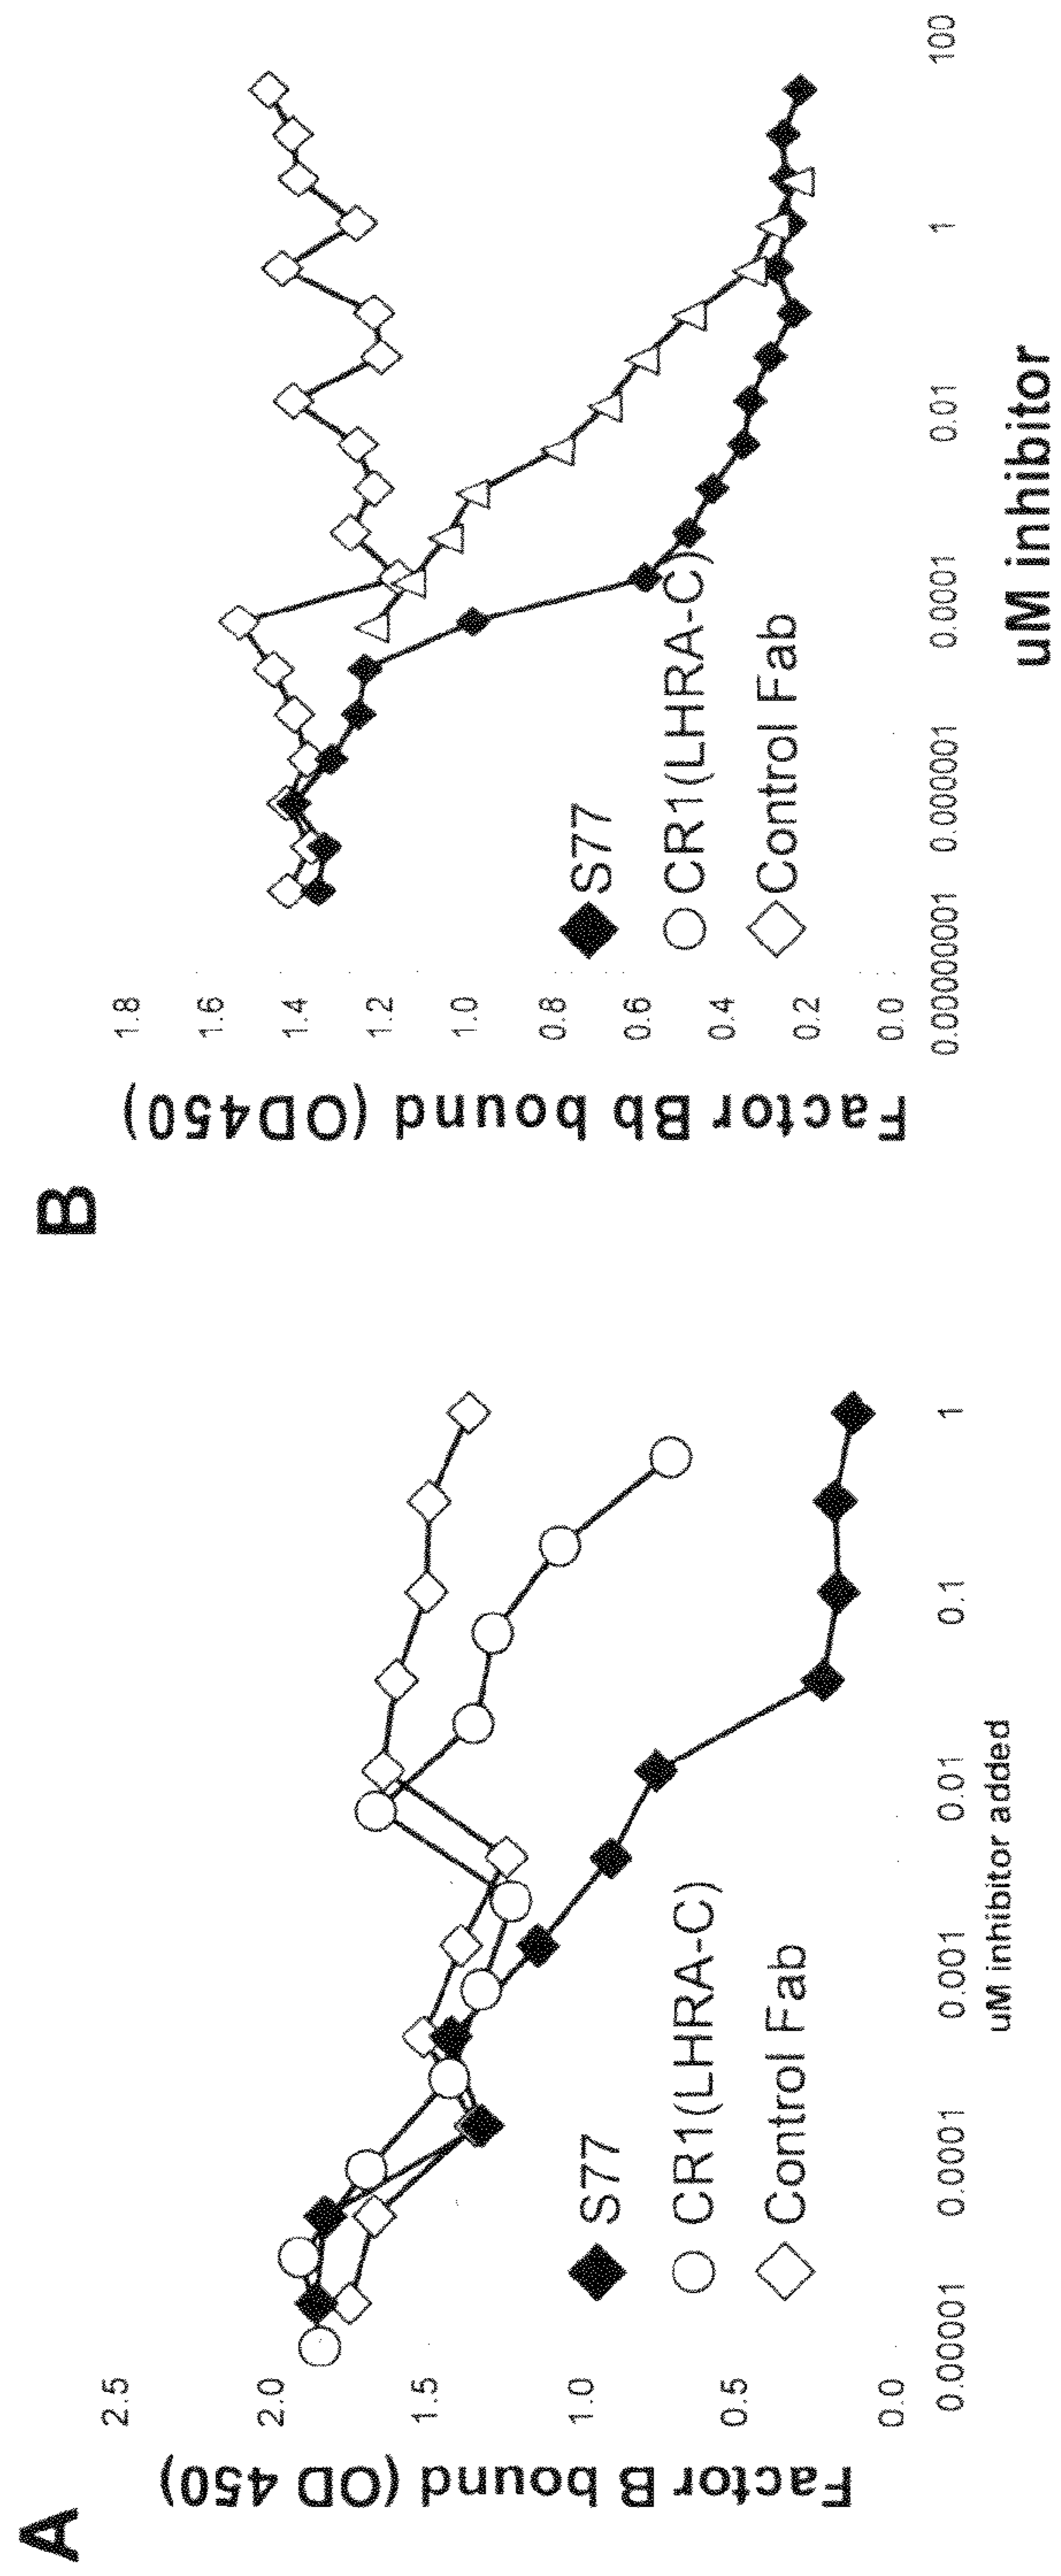 A
Factor B bound (OD 450)
2.5
2.0
1.5
1.0
0.5
0.0
S77
CR1(LHRA-C)
Control Fab
0.00001
0.0001
0.001
0.01
0.1
1
uM inhibitor added
B
Factor Bb bound (OD450)
1.8
1.6
1.4
1.2
1.0
0.8
0.6
0.4
0.2
0.0
S77
CR1(LHRA-C)
Control Fab
0.00000001
0.000001
0.0001
0.01
1
100
uM inhibitor